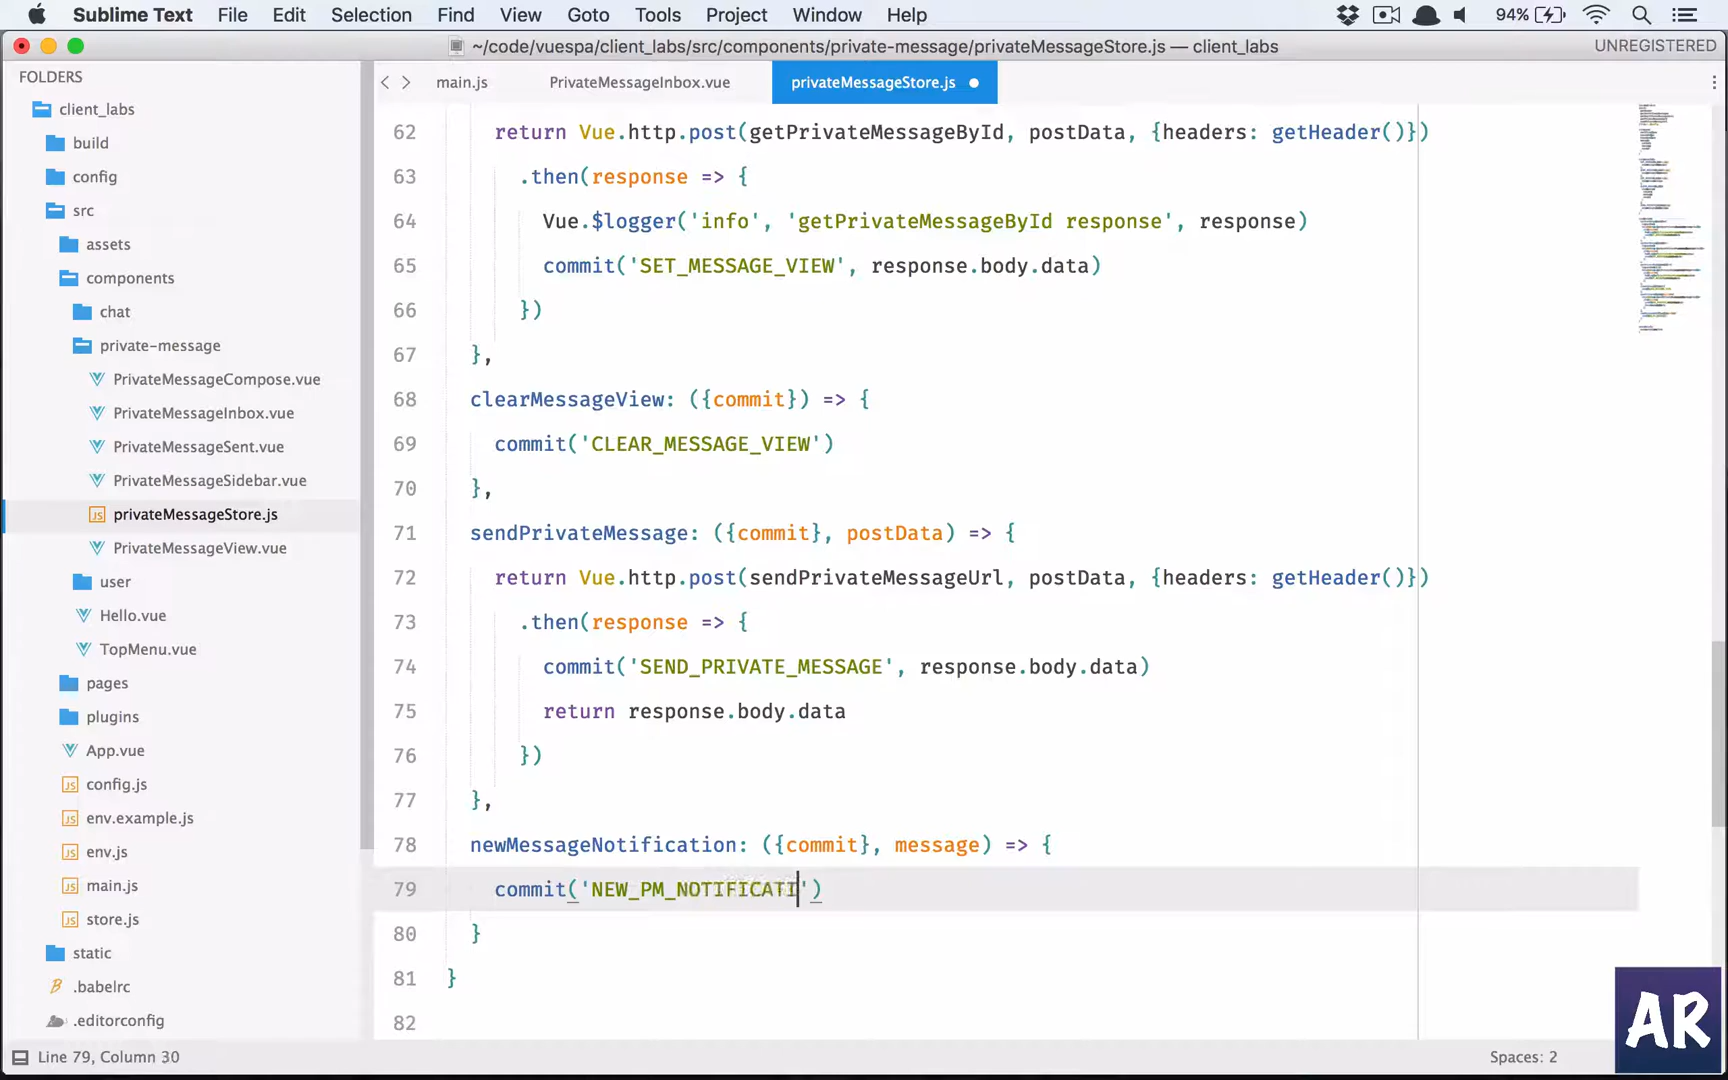 Sublime Text File Edit Selection Find View Goto Tools Project Window Help 94%
~/code/vuespa/client_labs/src/components/private-message/privateMessageStore.js — client_labs UNREGISTERED
FOLDERS
client_labs
build
config
src
assets
components
chat
private-message
PrivateMessageCompose.vue
PrivateMessageInbox.vue
PrivateMessageSent.vue
PrivateMessageSidebar.vue
privateMessageStore.js
PrivateMessageView.vue
user
Hello.vue
TopMenu.vue
pages
plugins
App.vue
config.js
env.example.js
env.js
main.js
store.js
static
.babelrc
.editorconfig
main.js PrivateMessageInbox.vue privateMessageStore.js
62 return Vue.http.post(getPrivateMessageById, postData, {headers: getHeader()})
63 .then(response => {
64 Vue.$logger('info', 'getPrivateMessageById response', response)
65 commit('SET_MESSAGE_VIEW', response.body.data)
66 })
67 },
68 clearMessageView: ({commit}) => {
69 commit('CLEAR_MESSAGE_VIEW')
70 },
71 sendPrivateMessage: ({commit}, postData) => {
72 return Vue.http.post(sendPrivateMessageUrl, postData, {headers: getHeader()})
73 .then(response => {
74 commit('SEND_PRIVATE_MESSAGE', response.body.data)
75 return response.body.data
76 })
77 },
78 newMessageNotification: ({commit}, message) => {
79 commit('NEW_PM_NOTIFICATI')
80 }
81 }
82
Line 79, Column 30 Spaces: 2
AR